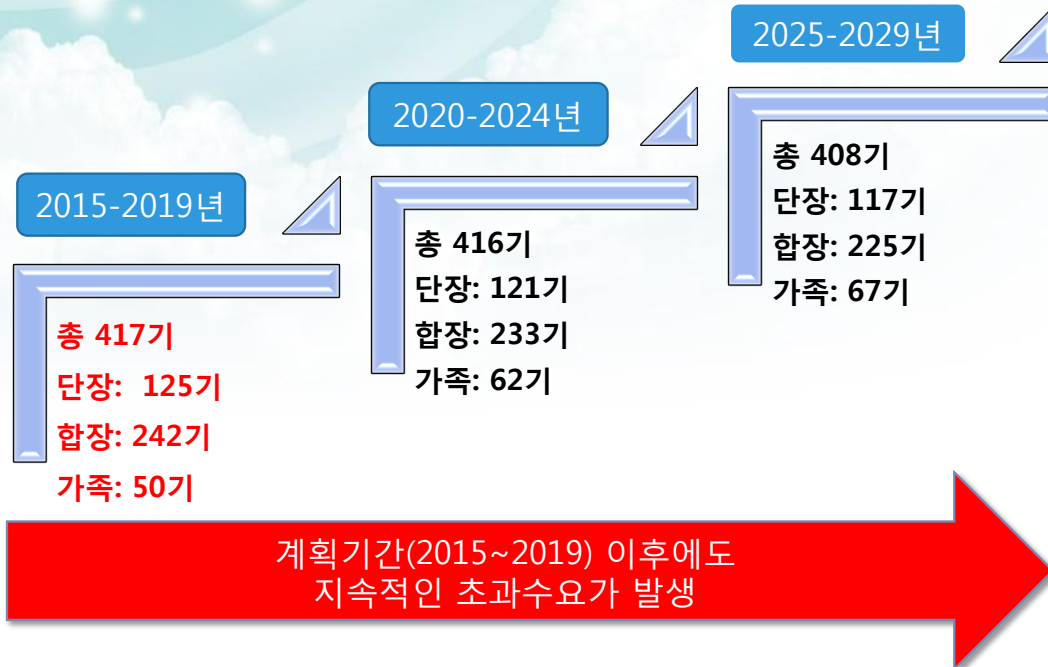 2015-2019년
총 417기
단장: 125기
합장: 242기
가족: 50기
2020-2024년
총 416기
단장: 121기
합장: 233기
가족: 62기
2025-2029년
총 408기
단장: 117기
합장: 225기
가족: 67기
계획기간(2015~2019) 이후에도
지속적인 초과수요가 발생